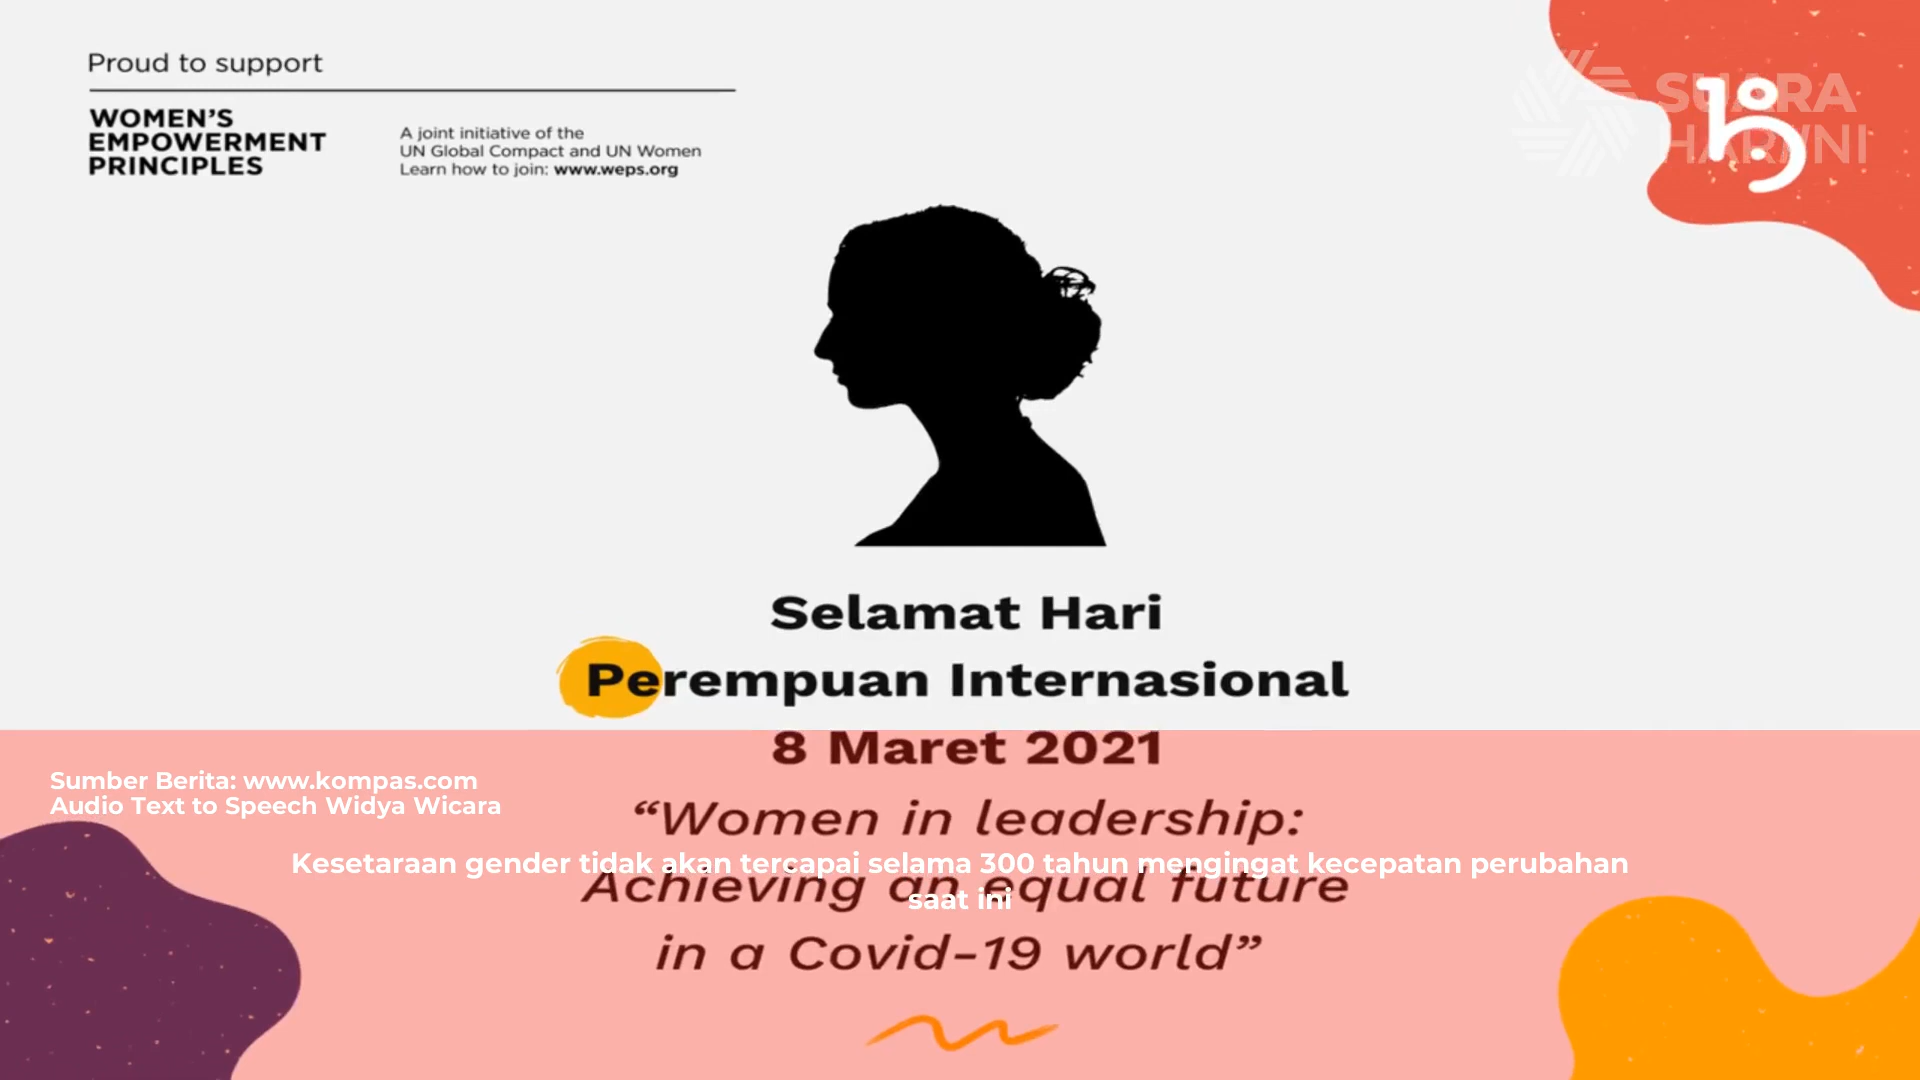 Proud to support
WOMEN'S
EMPOWERMENT
PRINCIPLES
A joint initiative of the
UN Global Compact and UN Women
Learn how to join: www.weps.org
SUARA
HARI INI
Selamat Hari
Perempuan Internasional
8 Maret 2021
Sumber Berita: www.kompas.com
Audio Text to Speech Widya Wicara
“Women in leadership:
Kesetaraan gender tidak akan tercapai selama 300 tahun mengingat kecepatan perubahan
saat ini
Achieving an equal future
in a Covid-19 world”